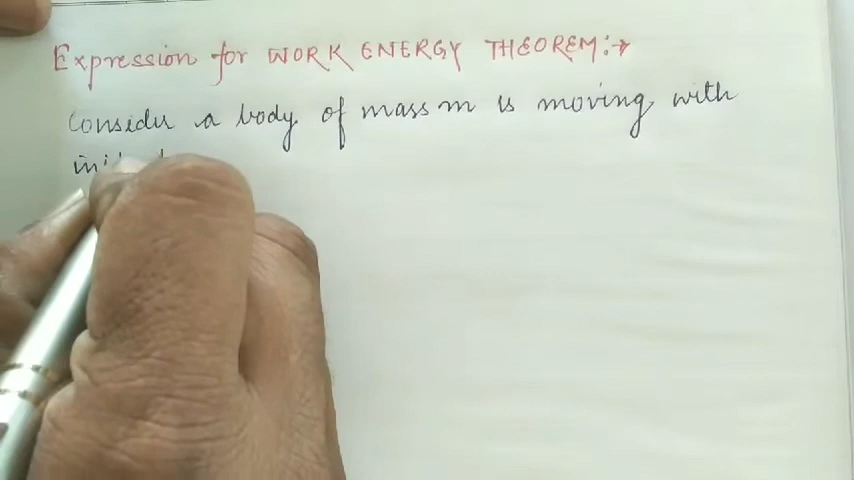 Expression for WORK ENERGY THEOREM:→
Consider a body of mass m is moving with